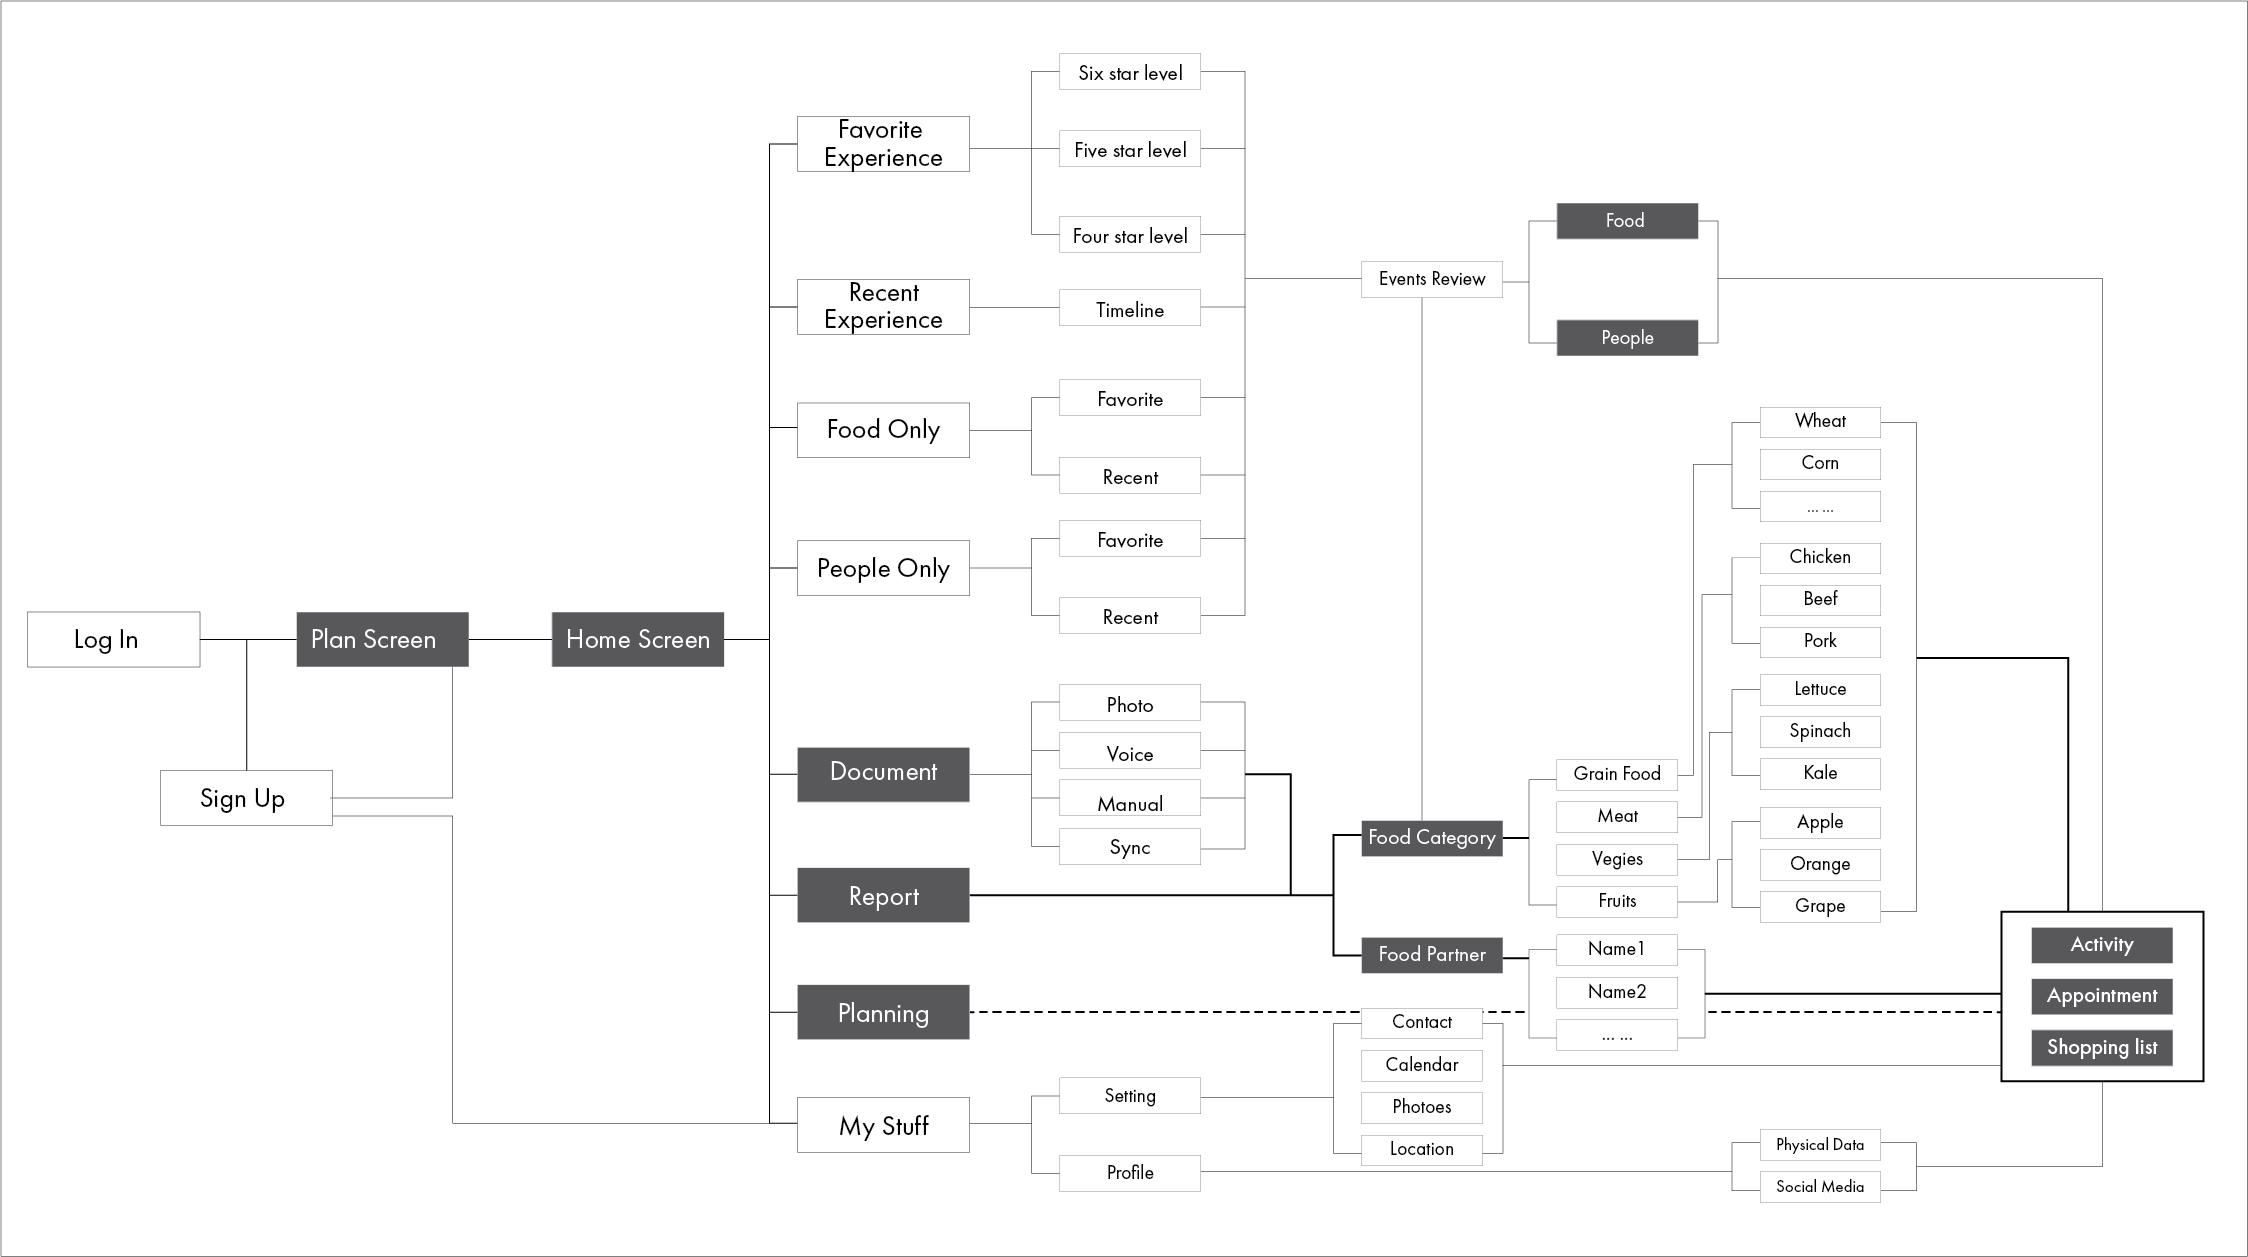 Log In
Sign Up
Plan Screen
Home Screen
Favorite
Experience
Recent
Experience
Food Only
People Only
Document
Report
Planning
My Stuff
Six star level
Five star level
Four star level
Timeline
Favorite
Recent
Favorite
Recent
Photo
Voice
Manual
Sync
Setting
Profile
Events Review
Food Category
Food Partner
Contact
Calendar
Photoes
Location
Food
People
Grain Food
Meat
Vegies
Fruits
Name1
Name2
... ...
Wheat
Corn
... ...
Chicken
Beef
Pork
Lettuce
Spinach
Kale
Apple
Orange
Grape
Physical Data
Social Media
Activity
Appointment
Shopping list